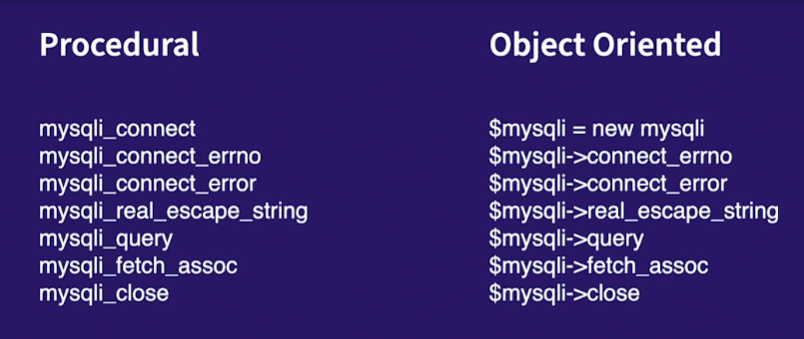 Procedural
mysqli_connect
mysqli_connect_errno
mysqli_connect_error
mysqli_real_escape_string
mysqli_query
mysqli_fetch_assoc
mysqli_close
Object Oriented
$mysqli = new mysqli
$mysqli->connect_errno
$mysqli->connect_error
$mysqli->real_escape_string
$mysqli->query
$mysqli->fetch_assoc
$mysqli->close